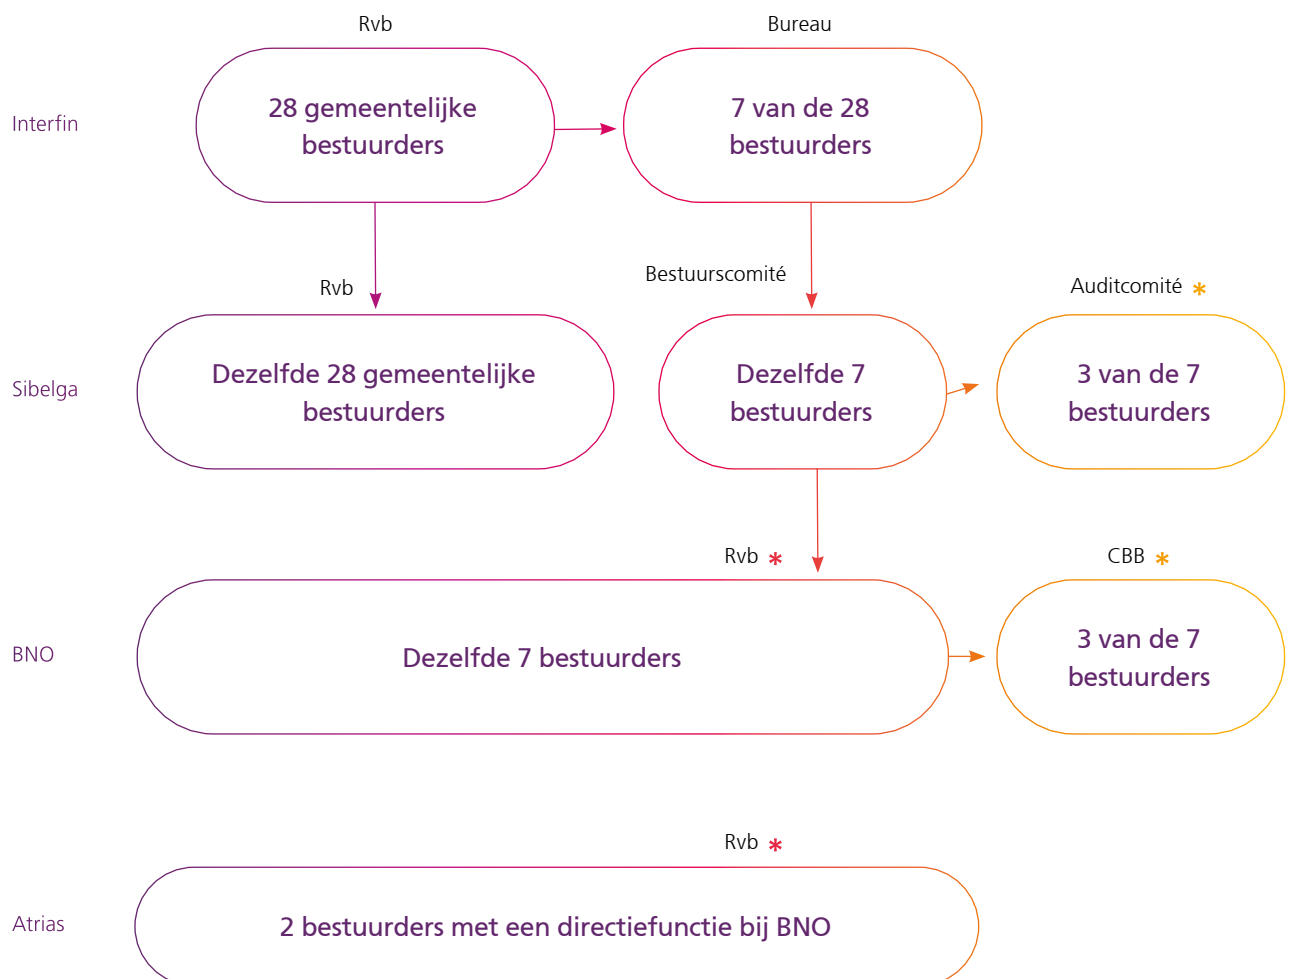 Rvb
Bureau
Interfin
28 gemeentelijke
bestuurders
7 van de 28
bestuurders
Rvb
Bestuurscomité
Auditcomité *
Sibelga
Dezelfde 28 gemeentelijke
bestuurders
Dezelfde 7
bestuurders
3 van de 7
bestuurders
Rvb *
CBB *
BNO
Dezelfde 7 bestuurders
3 van de 7
bestuurders
Rvb *
Atrias
2 bestuurders met een directiefunctie bij BNO